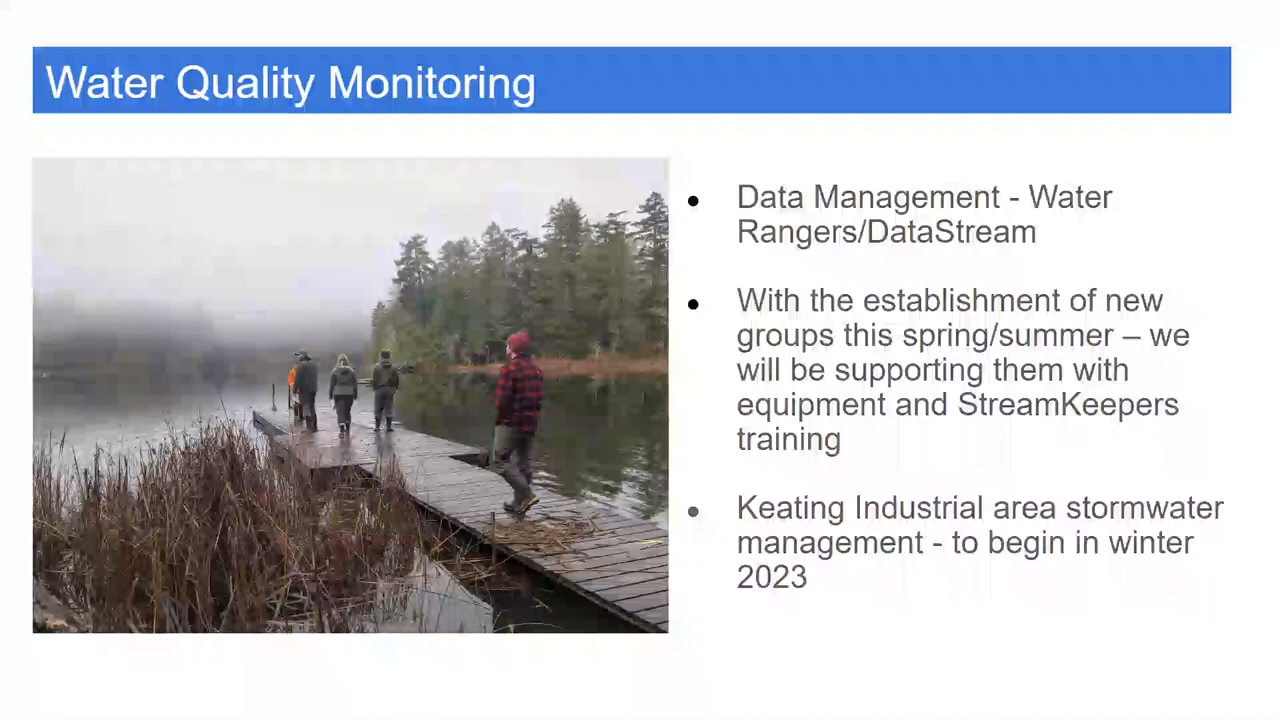 Water Quality Monitoring
• Data Management - Water
Rangers/DataStream
• With the establishment of new
groups this spring/summer – we
will be supporting them with
equipment and StreamKeepers
training
• Keating Industrial area stormwater
management - to begin in winter
2023